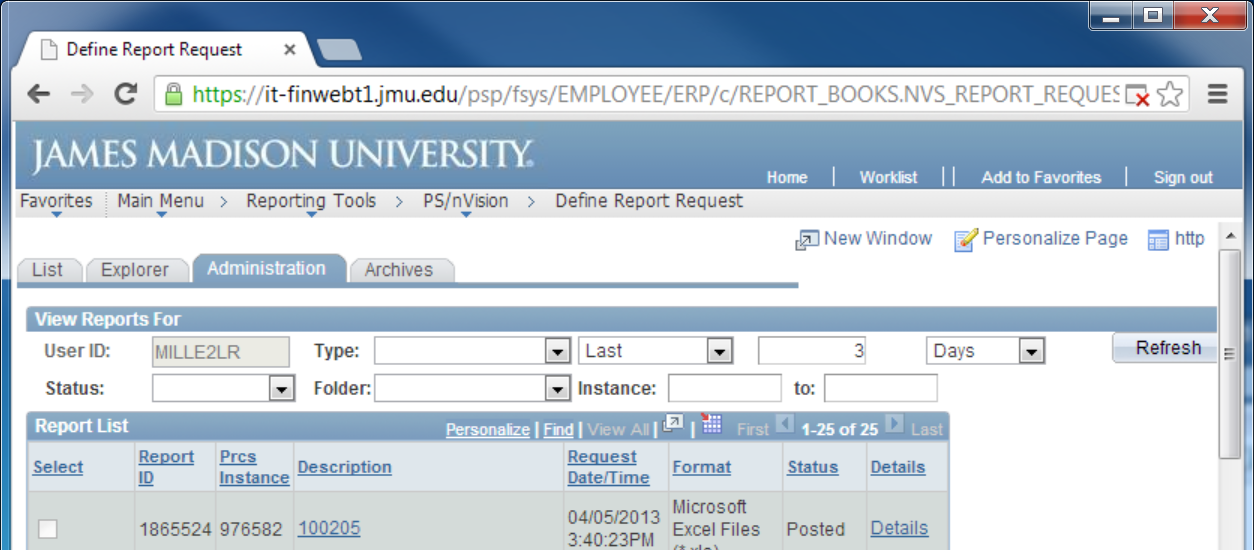 Define Report Request
https://it-finwebt1.jmu.edu/psp/fsys/EMPLOYEE/ERP/c/REPORT_BOOKS.NVS_REPORT_REQUES
JAMES MADISON UNIVERSITY.
Home | Worklist | | Add to Favorites | Sign out
Favorites Main Menu > Reporting Tools > PS/nVision > Define Report Request
New Window Personalize Page http
List Explorer Administration Archives
View Reports For
User ID: MILLE2LR Type: Last 3 Days Refresh
Status: Folder: Instance: to:
Report List Personalize | Find | View All | | First 1-25 of 25 Last
Select Report ID Prcs Instance Description Request Date/Time Format Status Details
1865524 976582 100205 04/05/2013 3:40:23PM Microsoft Excel Files Posted Details